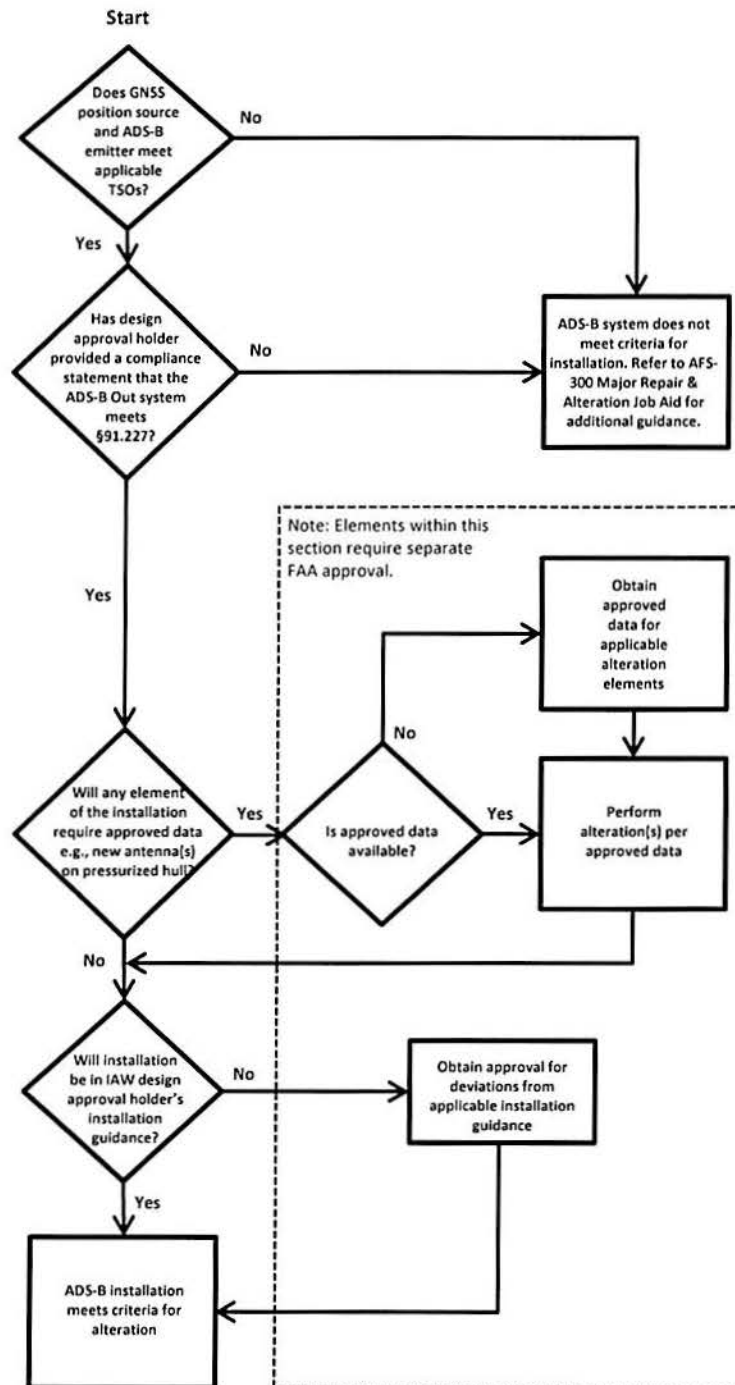 Start
Does GNSS
position source
and ADS-B
emitter meet
applicable
TSOs?
No
Yes
Has design
approval holder
provided a compliance
statement that the
ADS-B Out system
meets
§91.227?
No
ADS-B system does not
meet criteria for
installation. Refer to AFS-
300 Major Repair &
Alteration Job Aid for
additional guidance.
Yes
Note: Elements within this
section require separate
FAA approval.
Obtain
approved
data for
applicable
alteration
elements
No
Will any element
of the installation
require approved data
e.g., new antenna(s)
on pressurized hull?
Yes
Is approved data
available?
Yes
Perform
alteration(s) per
approved data
No
Will installation
be in IAW design
approval holder's
installation
guidance?
No
Obtain approval for
deviations from
applicable installation
guidance
Yes
ADS-B installation
meets criteria for
alteration